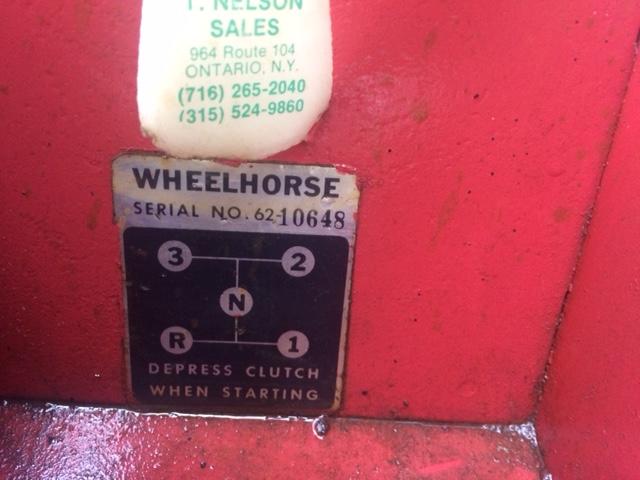 T. NELSON
SALES
964 Route 104
ONTARIO, N.Y.
(716) 265-2040
(315) 524-9860
WHEELHORSE
SERIAL NO. 62-10648
3 2
N
R 1
DEPRESS CLUTCH
WHEN STARTING